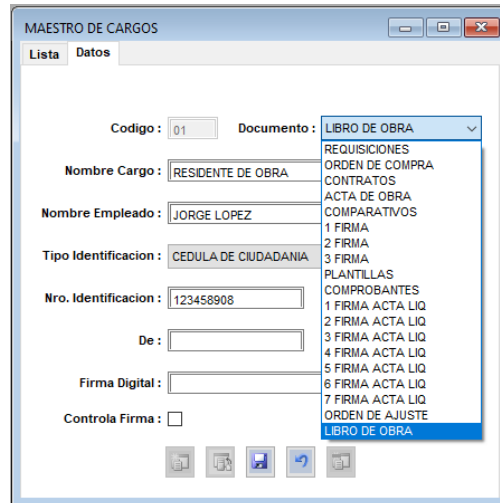 MAESTRO DE CARGOS
Lista Datos
Codigo : 01 Documento : LIBRO DE OBRA
REQUISICIONES
ORDEN DE COMPRA
CONTRATOS
ACTA DE OBRA
COMPARATIVOS
1 FIRMA
2 FIRMA
3 FIRMA
PLANTILLAS
COMPROBANTES
1 FIRMA ACTA LIQ
2 FIRMA ACTA LIQ
3 FIRMA ACTA LIQ
4 FIRMA ACTA LIQ
5 FIRMA ACTA LIQ
6 FIRMA ACTA LIQ
7 FIRMA ACTA LIQ
ORDEN DE AJUSTE
LIBRO DE OBRA
Nombre Cargo : RESIDENTE DE OBRA
Nombre Empleado : JORGE LOPEZ
Tipo Identificacion : CEDULA DE CIUDADANIA
Nro. Identificacion : 123458908
De :
Firma Digital :
Controla Firma :